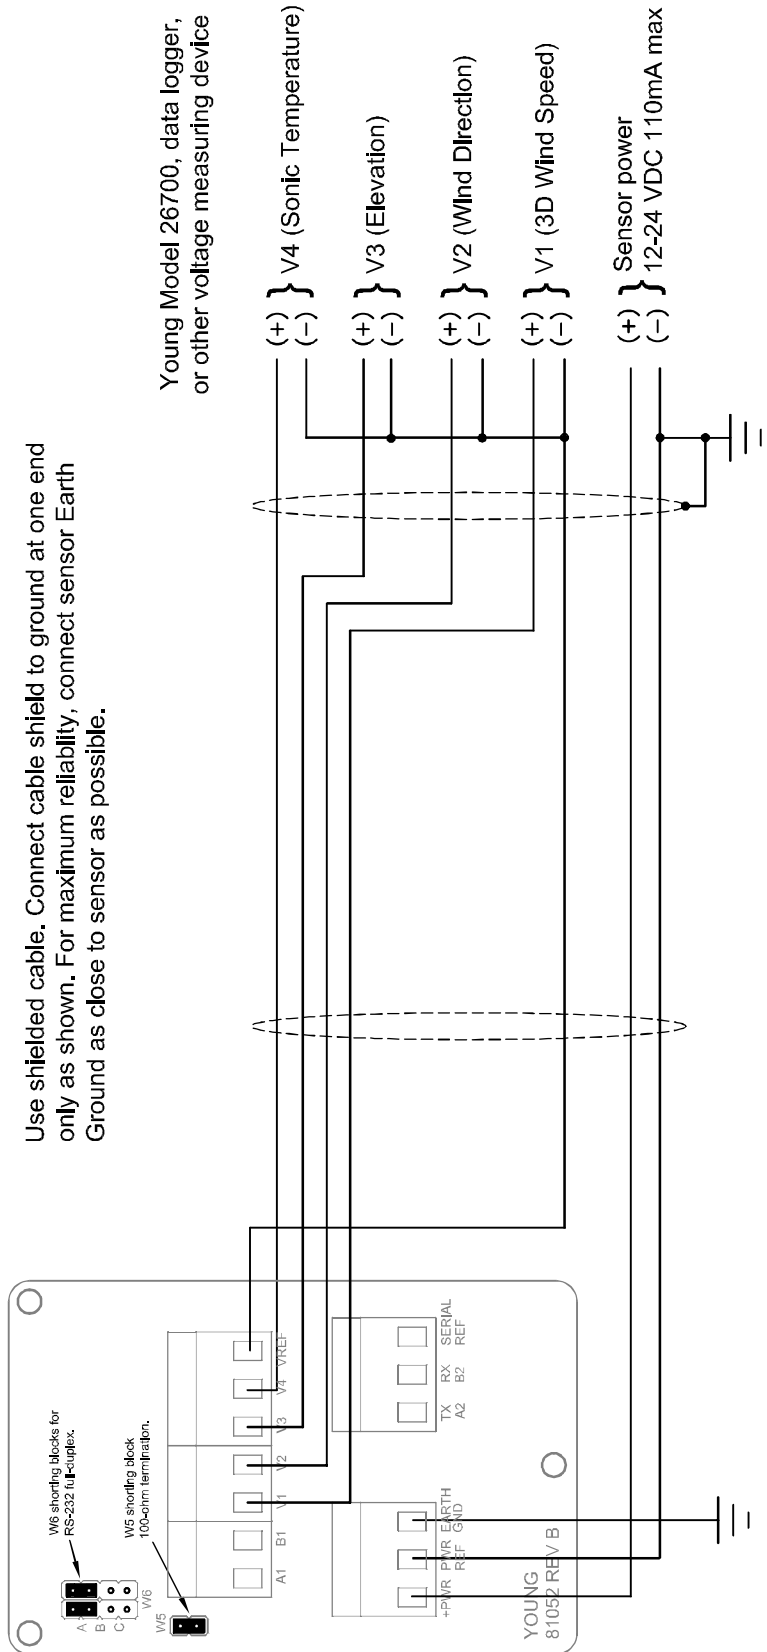 Use shielded cable. Connect cable shield to ground at one end
only as shown. For maximum reliablity, connect sensor Earth
Ground as close to sensor as possible.
Young Model 26700, data logger,
or other voltage measuring device
(+)
(-)
V4 (Sonic Temperature)
(+)
(-)
V3 (Elevation)
(+)
(-)
V2 (WInd DIrection)
(+)
(-)
V1 (3D Wind Speed)
(+)
(-)
Sensor power
12-24 VDC 110mA max
W6 shorting blocks for
RS-232 full-duplex.
W5 shorting block
100-ohm termination.
A
B
C
W6
W5
A1
B1
V1
V2
V3
V4
VREF
+PWR
PWR
REF
EARTH
GND
TX
A2
RX
B2
SERIAL
REF
YOUNG
81052 REV B